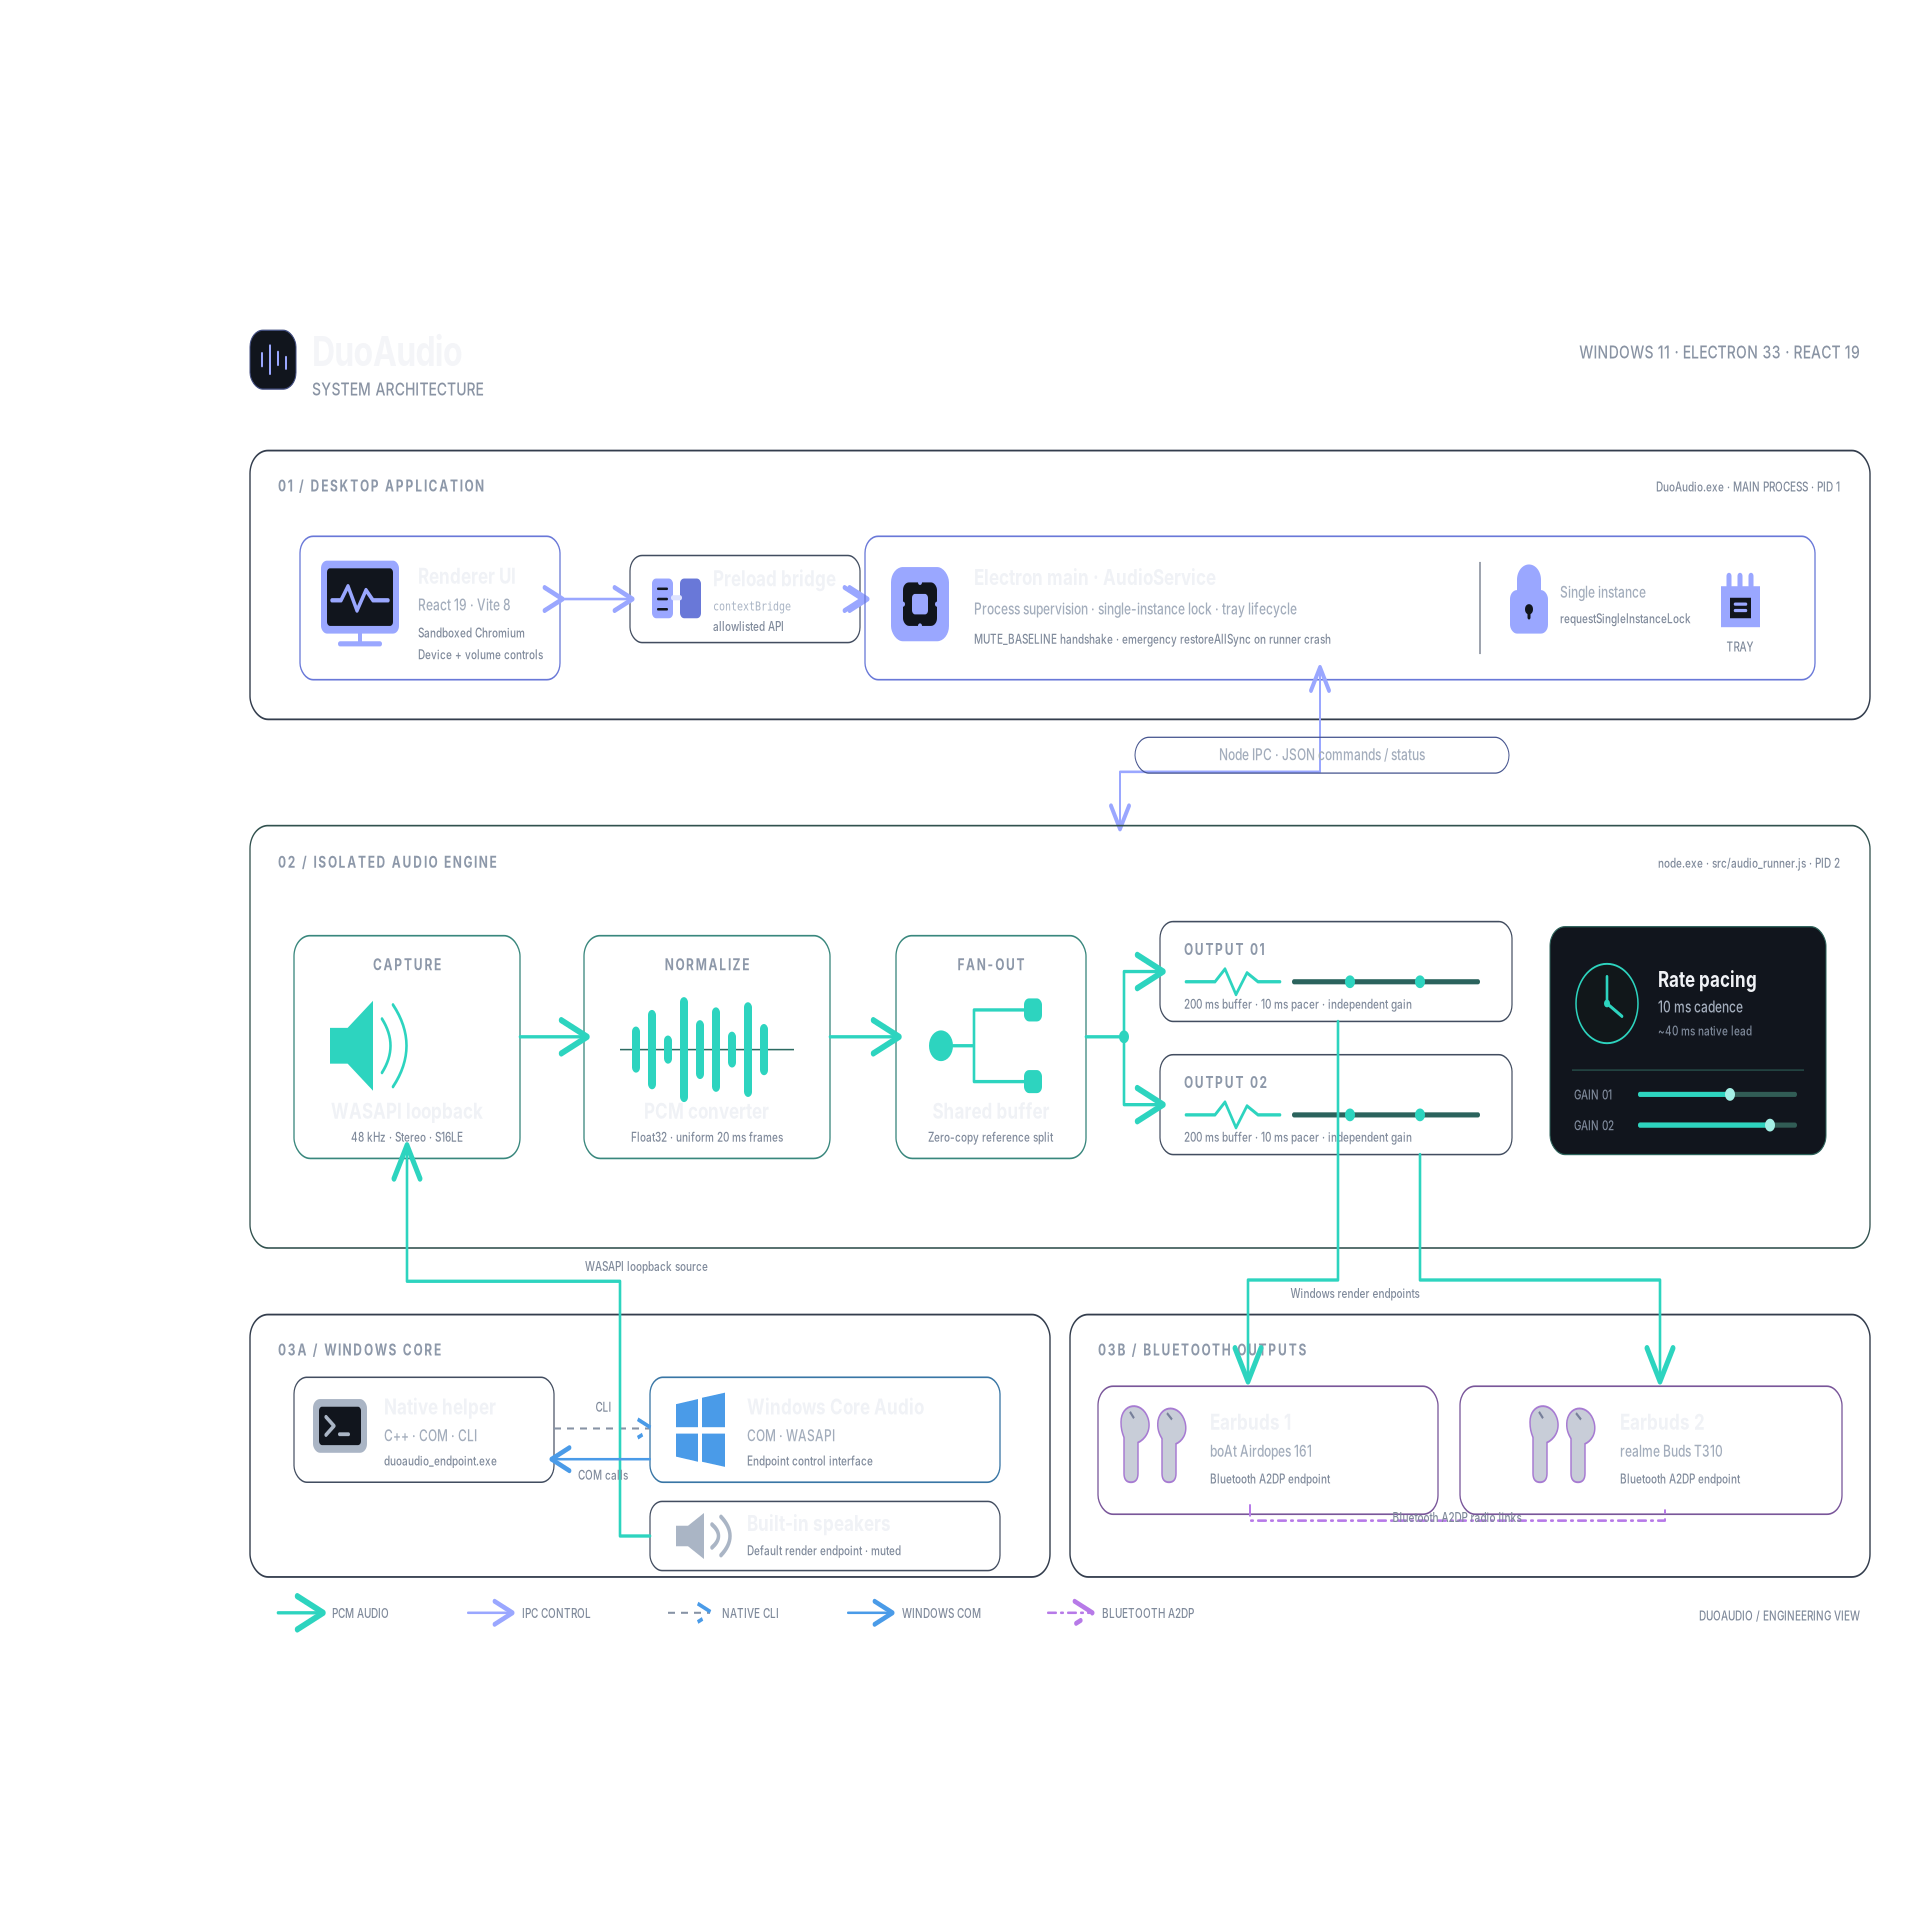 DuoAudio
SYSTEM ARCHITECTURE
WINDOWS 11 · ELECTRON 33 · REACT 19
01 / DESKTOP APPLICATION
DuoAudio.exe · MAIN PROCESS · PID 1
Renderer UI
React 19 · Vite 8
Sandboxed Chromium
Device + volume controls
Preload bridge
contextBridge
allowlisted API
Electron main · AudioService
Process supervision · single-instance lock · tray lifecycle
MUTE_BASELINE handshake · emergency restoreAllSync on runner crash
Single instance
requestSingleInstanceLock
TRAY
Node IPC · JSON commands / status
02 / ISOLATED AUDIO ENGINE
node.exe · src/audio_runner.js · PID 2
CAPTURE
WASAPI loopback
48 kHz · Stereo · S16LE
NORMALIZE
PCM converter
Float32 · uniform 20 ms frames
FAN-OUT
Shared buffer
Zero-copy reference split
OUTPUT 01
200 ms buffer · 10 ms pacer · independent gain
OUTPUT 02
200 ms buffer · 10 ms pacer · independent gain
Rate pacing
10 ms cadence
~40 ms native lead
GAIN 01
GAIN 02
WASAPI loopback source
Windows render endpoints
03A / WINDOWS CORE
Native helper
C++ · COM · CLI
duoaudio_endpoint.exe
CLI
COM calls
Windows Core Audio
COM · WASAPI
Endpoint control interface
Built-in speakers
Default render endpoint · muted
03B / BLUETOOTH OUTPUTS
Earbuds 1
boAt Airdopes 161
Bluetooth A2DP endpoint
Earbuds 2
realme Buds T310
Bluetooth A2DP endpoint
Bluetooth A2DP radio links
PCM AUDIO
IPC CONTROL
NATIVE CLI
WINDOWS COM
BLUETOOTH A2DP
DUOAUDIO / ENGINEERING VIEW